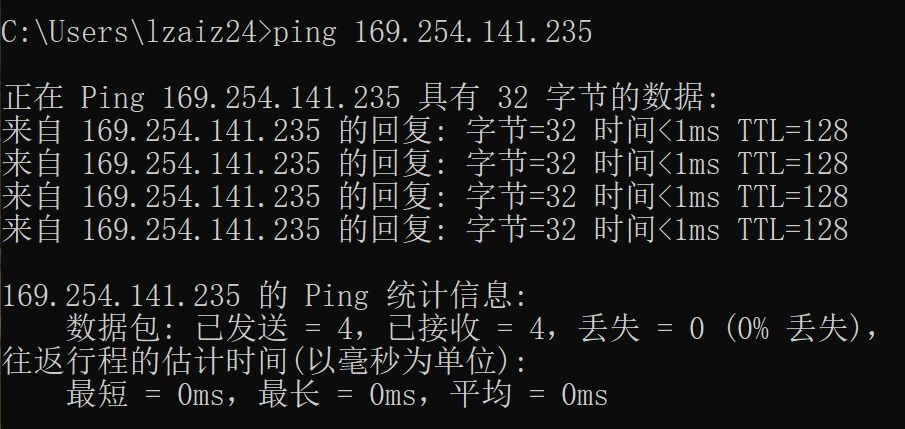 C:\Users\lzaiz24>ping 169.254.141.235
正在 Ping 169.254.141.235 具有 32 字节的数据:
来自 169.254.141.235 的回复: 字节=32 时间<1ms TTL=128
来自 169.254.141.235 的回复: 字节=32 时间<1ms TTL=128
来自 169.254.141.235 的回复: 字节=32 时间<1ms TTL=128
来自 169.254.141.235 的回复: 字节=32 时间<1ms TTL=128
169.254.141.235 的 Ping 统计信息:
数据包: 已发送 = 4，已接收 = 4，丢失 = 0 (0% 丢失)，
往返行程的估计时间(以毫秒为单位):
最短 = 0ms，最长 = 0ms，平均 = 0ms